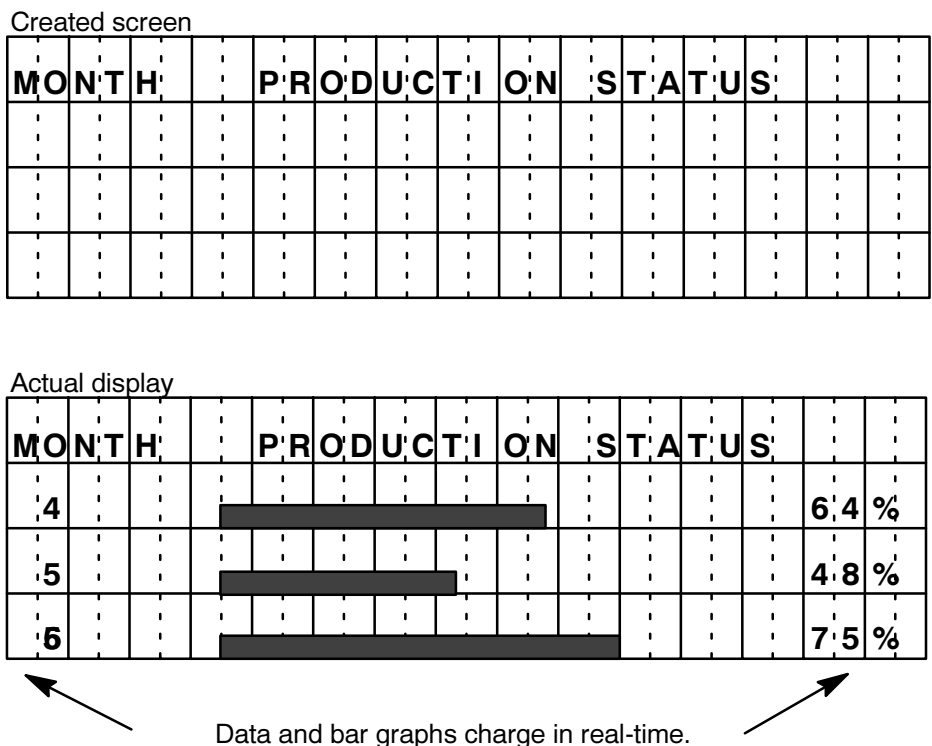 Created screen
MONTH PRODUCTION STATUS
Actual display
MONTH PRODUCTION STATUS
4 64%
5 48%
6 75%
Data and bar graphs charge in real-time.